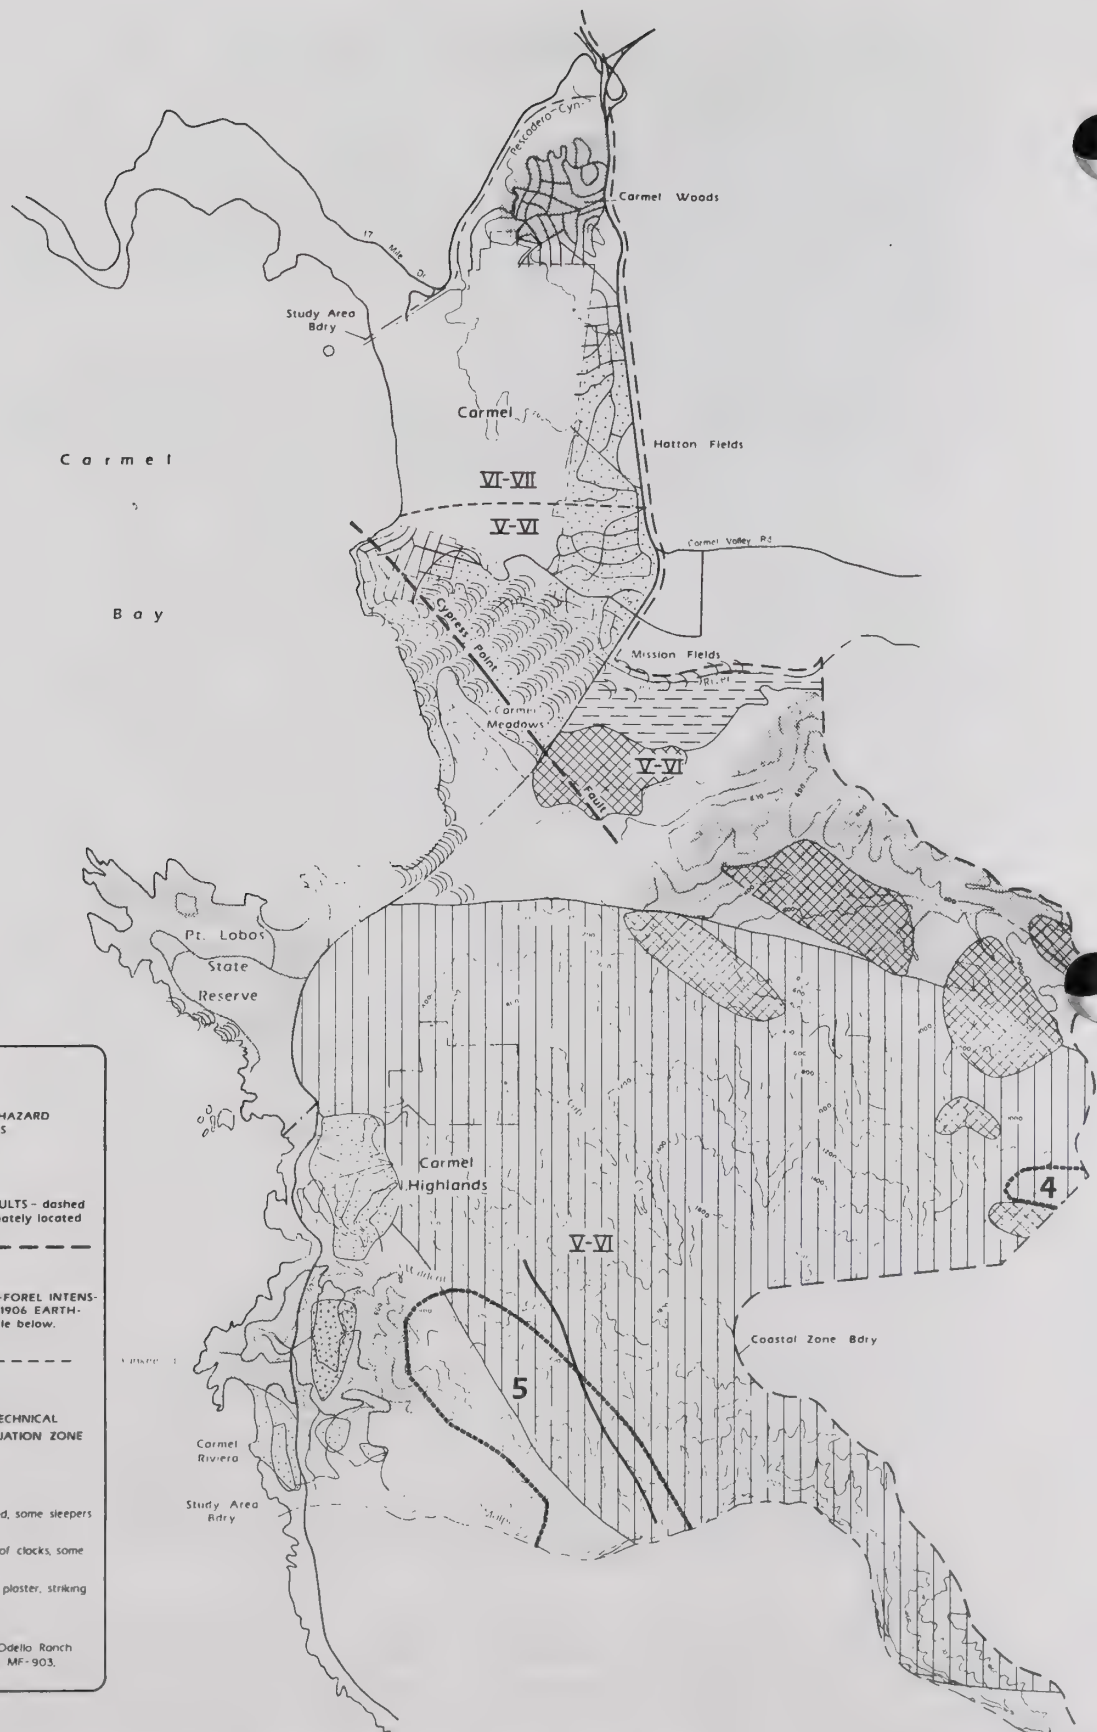 Pescadero Cyn.
Carmel Woods
17 Mile Dr
Study Area
Bdry
Carmel
Hatton Fields
Carmel
VI-VII
V-VI
Carmel Valley Rd
Bay
Cypress Point
Mission Fields
River
Carmel
Meadows
V-VI
Fault
Pt. Lobos
State
Reserve
HAZARD
ULTS - dashed
ately located
-FOREL INTENS-
1906 EARTH-
le below.
ECHNICAL
UATION ZONE
d, some sleepers
of clocks, some
plaster, striking
Odello Ranch
MF-903.
Carmel
Highlands
4
V-VI
Coastal Zone Bdry
5
Carmel
Riviera
Study Area
Bdry